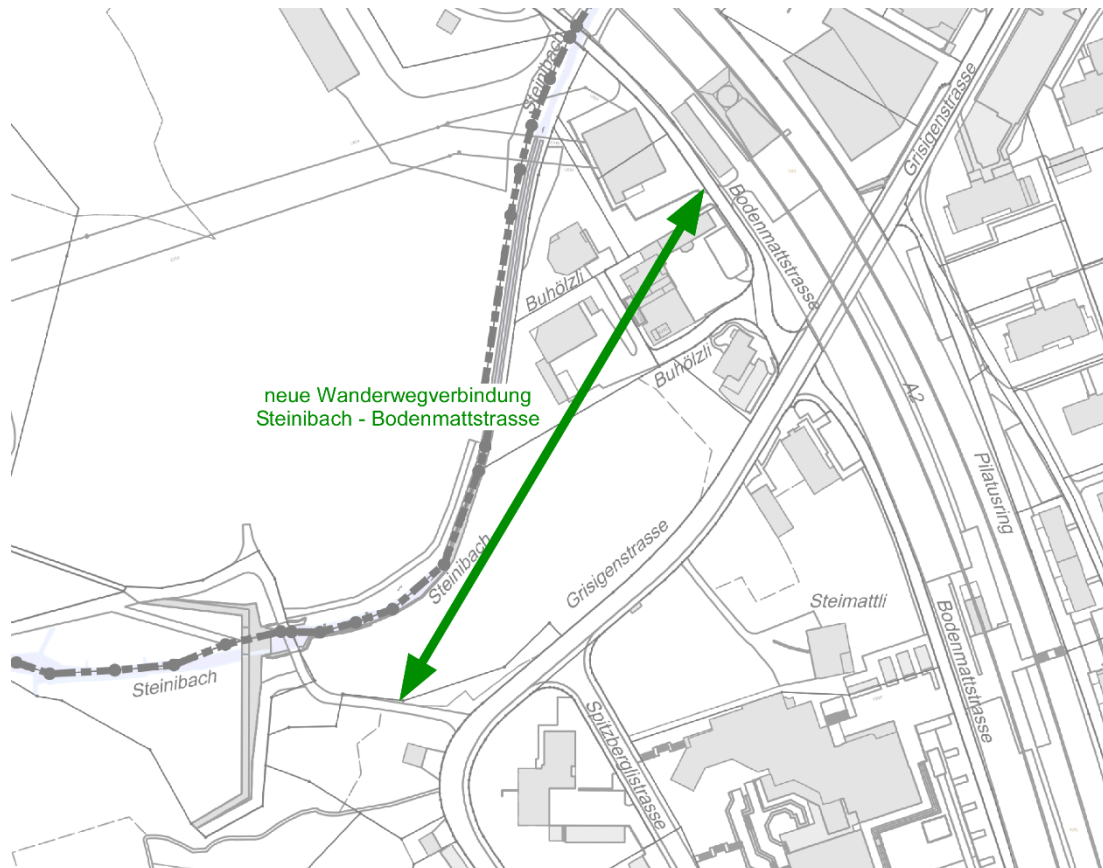 Steinibach
Grisigenstrasse
Bodenmattstrasse
Buhölzli
Buhölzli
A2
neue Wanderwegverbindung
Steinibach - Bodenmattstrasse
Pilatusring
Steinibach
Grisigenstrasse
Steimattli
Bodenmattstrasse
Steinibach
Spitzberglistrasse